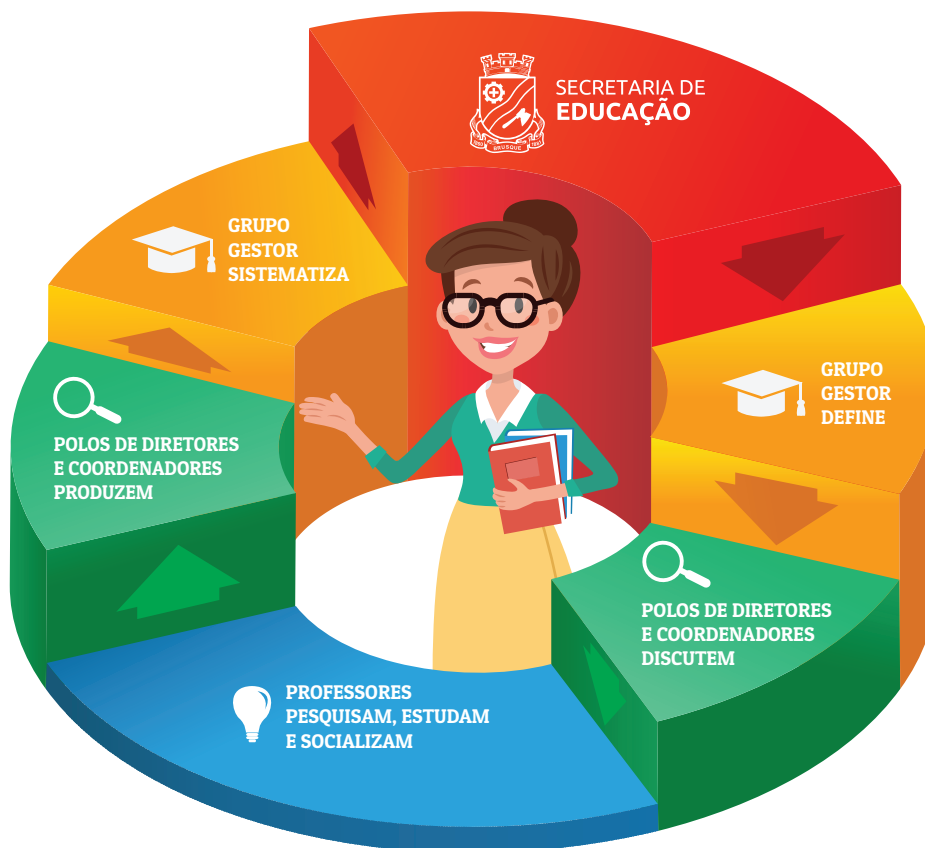 SECRETARIA DE
EDUCAÇÃO
BRUSQUE
GRUPO
GESTOR
SISTEMATIZA
GRUPO
GESTOR
DEFINE
POLOS DE DIRETORES
E COORDENADORES
PRODUZEM
POLOS DE DIRETORES
E COORDENADORES
DISCUTEM
PROFESSORES
PESQUISAM, ESTUDAM
E SOCIALIZAM